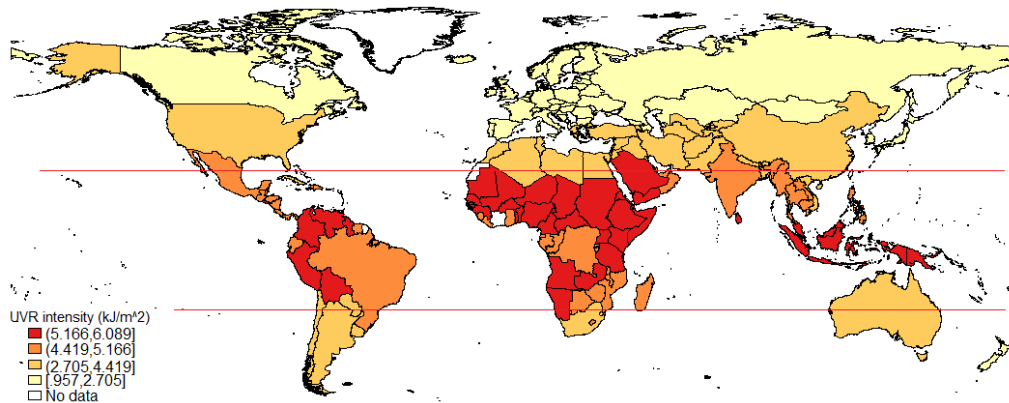 UVR intensity (kJ/m^2)
(5.166,6.089]
(4.419,5.166]
(2.705,4.419]
[.957,2.705]
No data